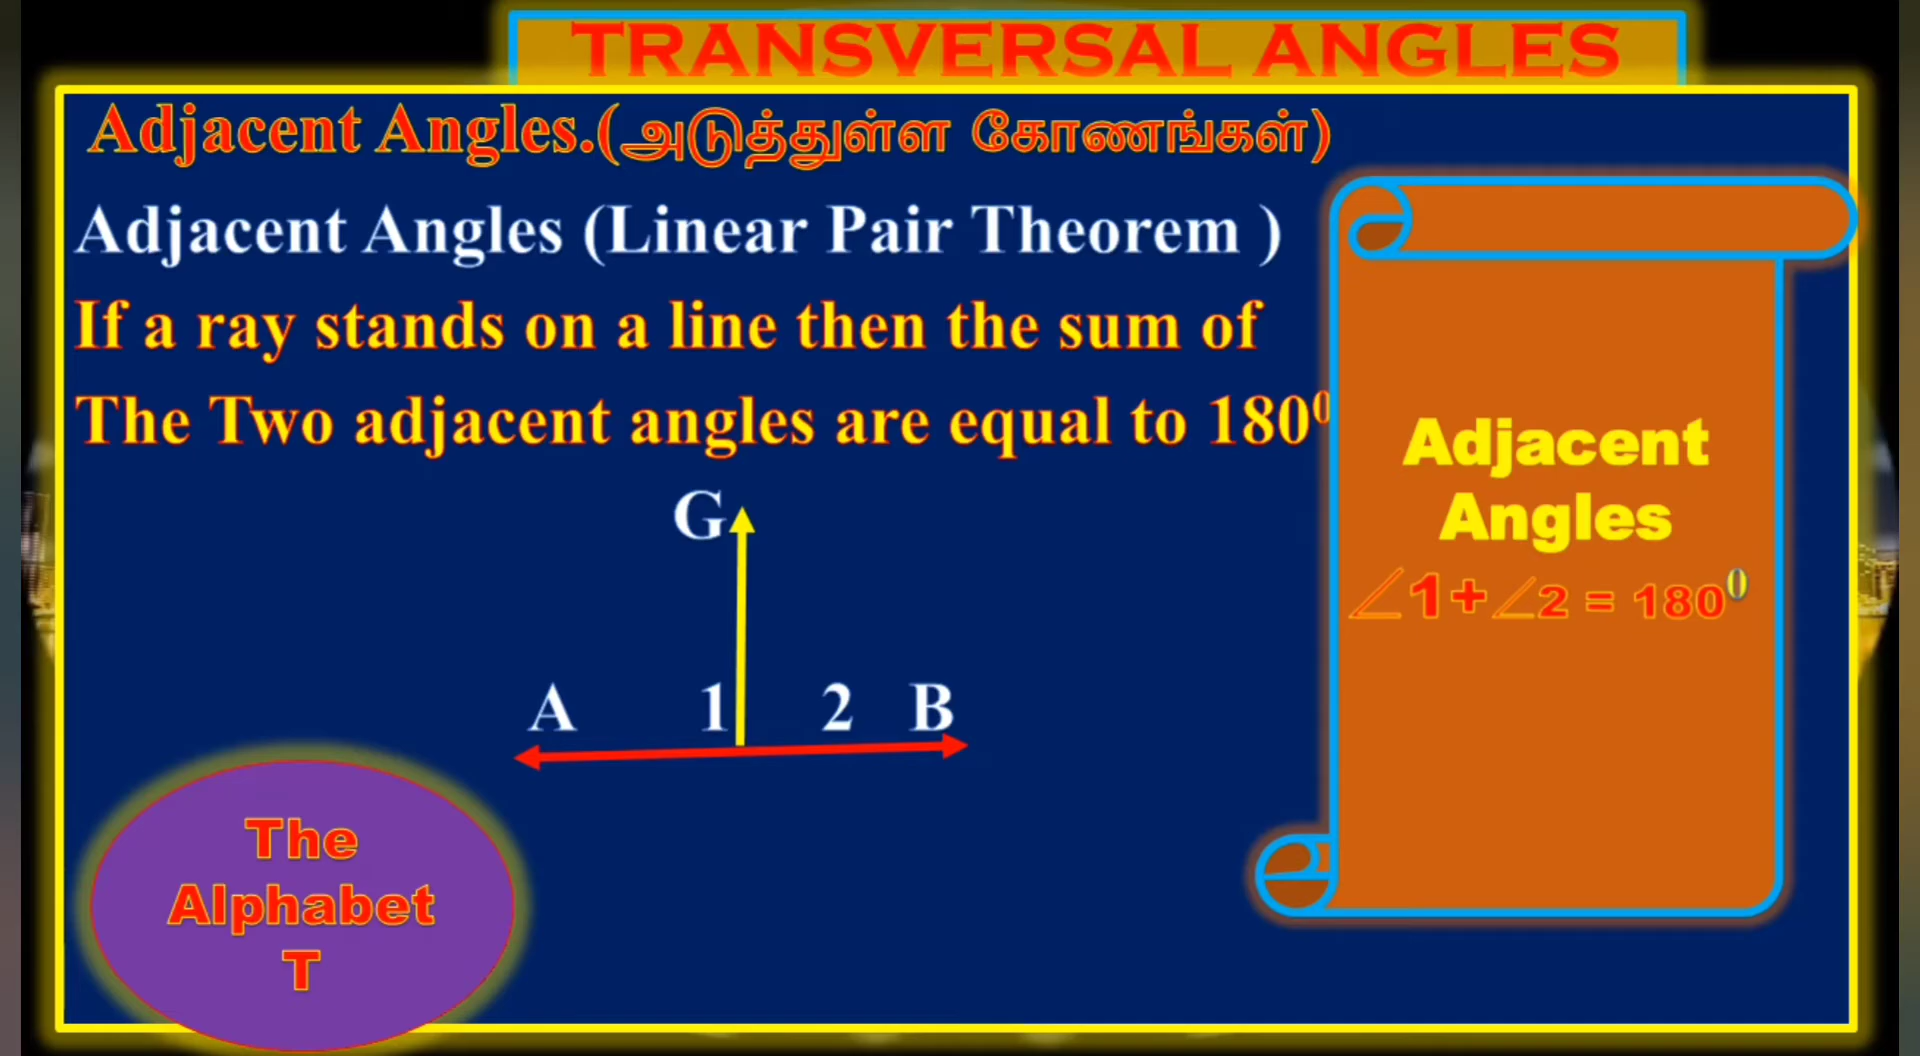 TRANSVERSAL ANGLES
Adjacent Angles.(அடுத்துள்ள கோணங்கள்)
Adjacent Angles (Linear Pair Theorem )
If a ray stands on a line then the sum of
The Two adjacent angles are equal to 180⁰
G
A 1 2 B
The
Alphabet
T
Adjacent
Angles
∠1+∠2 = 180⁰